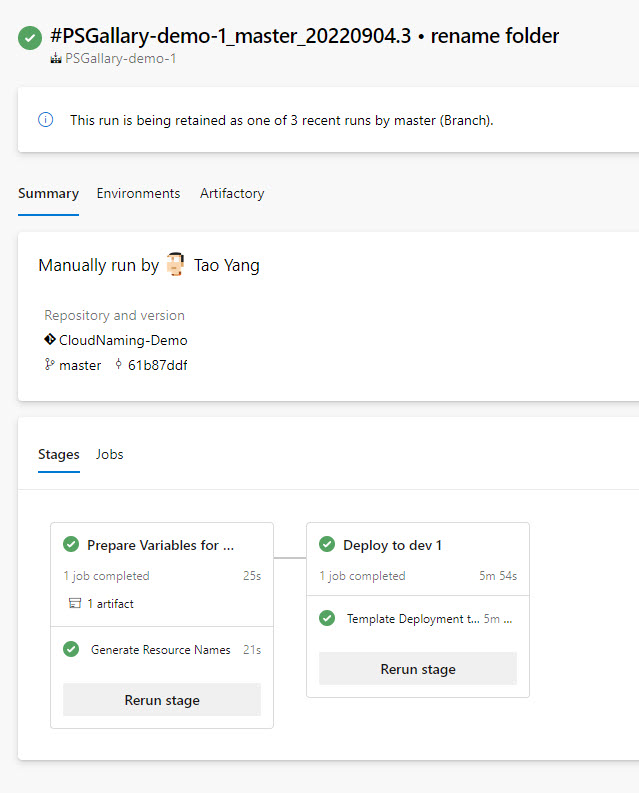 #PSGallary-demo-1_master_20220904.3 • rename folder
PSGallary-demo-1
This run is being retained as one of 3 recent runs by master (Branch).
Summary Environments Artifactory
Manually run by Tao Yang
Repository and version
CloudNaming-Demo
master 61b87ddf
Stages Jobs
Prepare Variables for ...
1 job completed 25s
1 artifact
Generate Resource Names 21s
Rerun stage
Deploy to dev 1
1 job completed 5m 54s
Template Deployment t... 5m ...
Rerun stage